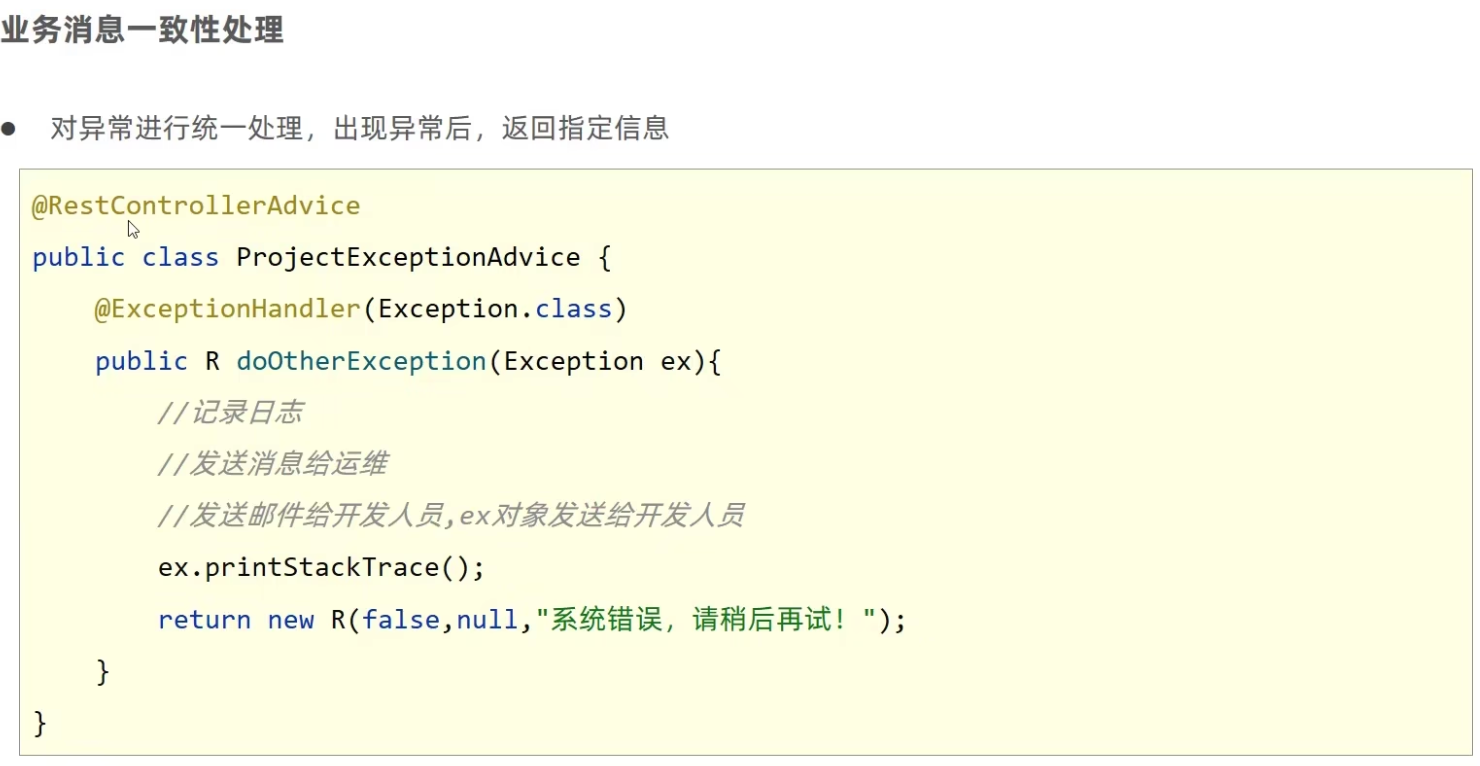 业务消息一致性处理
● 对异常进行统一处理，出现异常后，返回指定信息
@RestControllerAdvice
public class ProjectExceptionAdvice {
    @ExceptionHandler(Exception.class)
    public R doOtherException(Exception ex){
        //记录日志
        //发送消息给运维
        //发送邮件给开发人员,ex对象发送给开发人员
        ex.printStackTrace();
        return new R(false,null,"系统错误，请稍后再试！");
    }
}